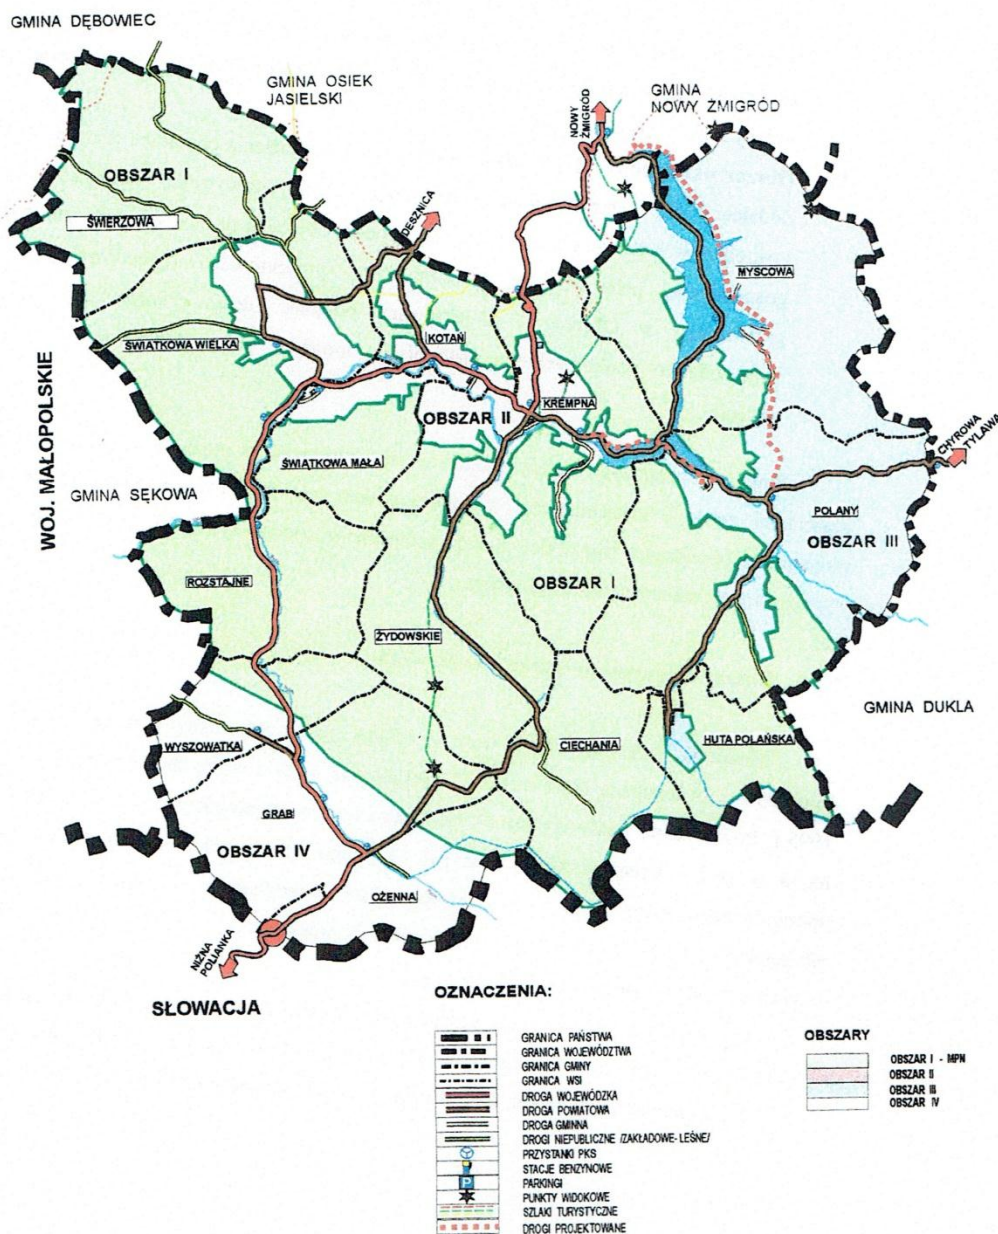 GMINA DĘBOWIEC
GMINA OSIEK
JASIELSKI
GMINA
NOWY ŻMIGRÓD
NOWY
ŻMIGRÓD
OBSZAR I
ŚWIERZOWA
DESZNICA
MYSCOWA
ŚWIATKOWA WIELKA
KOTAŃ
WOJ. MAŁOPOLSKIE
OBSZAR II
KREMPNA
CHYROWA
TYLAWA
ŚWIĄTKOWA MAŁA
GMINA SĘKOWA
POLANY
OBSZAR III
ROZSTAJNE
OBSZAR I
ŻYDOWSKIE
GMINA DUKLA
WYSZOWATKA
CIECHANIA
HUTA POLAŃSKA
GRAB
OBSZAR IV
OŻENNA
NIŻNA
POLIANKA
SŁOWACJA
OZNACZENIA:
GRANICA PAŃSTWA
GRANICA WOJEWÓDZTWA
GRANICA GMINY
GRANICA WSI
DROGA WOJEWÓDZKA
DROGA POWIATOWA
DROGA GMINNA
DROGI NIEPUBLICZNE /ZAKŁADOWE-LEŚNE/
PRZYSTANKI PKS
STACJE BENZYNOWE
P
PARKINGI
PUNKTY WIDOKOWE
SZLAKI TURYSTYCZNE
DROGI PROJEKTOWANE
OBSZARY
OBSZAR I - MPN
OBSZAR II
OBSZAR III
OBSZAR IV